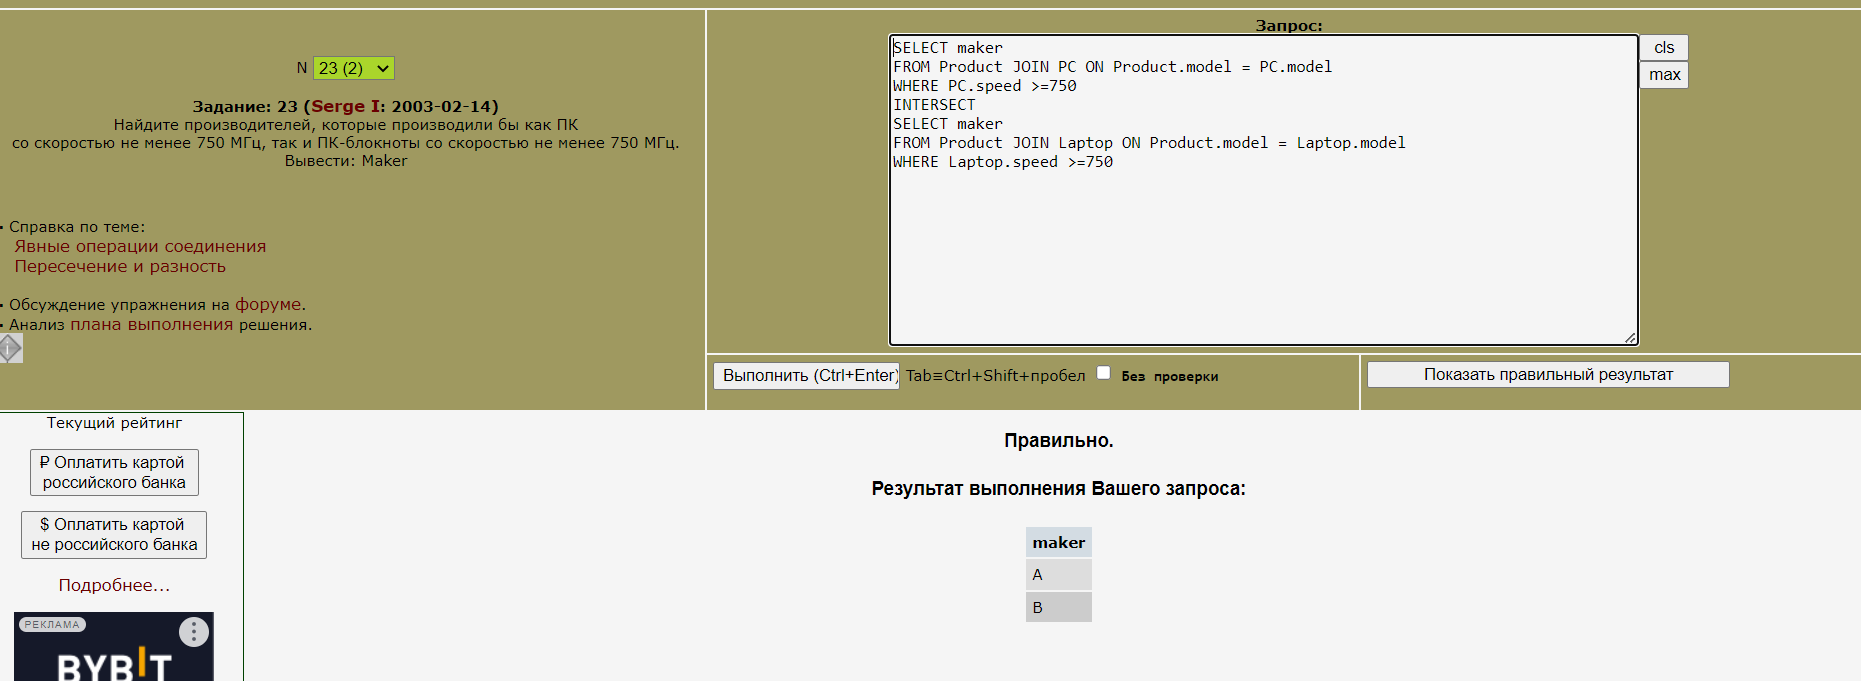 N 23 (2)
Задание: 23 (Serge I: 2003-02-14)
Найдите производителей, которые производили бы как ПК
со скоростью не менее 750 МГц, так и ПК-блокноты со скоростью не менее 750 МГц.
Вывести: Maker
Справка по теме:
Явные операции соединения
Пересечение и разность
Обсуждение упражнения на форуме.
Анализ плана выполнения решения.
Запрос:
SELECT maker
FROM Product JOIN PC ON Product.model = PC.model
WHERE PC.speed >=750
INTERSECT
SELECT maker
FROM Product JOIN Laptop ON Product.model = Laptop.model
WHERE Laptop.speed >=750
cls
max
Выполнить (Ctrl+Enter) Tab≡Ctrl+Shift+пробел Без проверки
Показать правильный результат
Текущий рейтинг
₽ Оплатить картой
российского банка
$ Оплатить картой
не российского банка
Подробнее...
РЕКЛАМА
BYBIT
Правильно.
Результат выполнения Вашего запроса:
maker
A
B